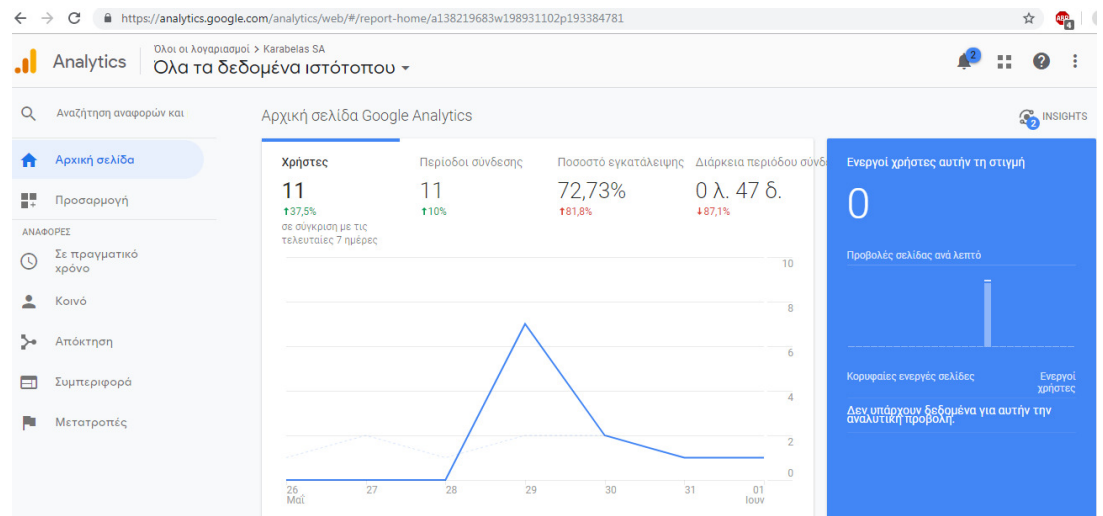 https://analytics.google.com/analytics/web/#/report-home/a138219683w198931102p193384781
ABP
4
Analytics
Όλοι οι λογαριασμοί > Karabelas SA
Όλα τα δεδομένα ιστότοπου
2
Αναζήτηση αναφορών και
Αρχική σελίδα
Προσαρμογή
ΑΝΑΦΟΡΕΣ
Σε πραγματικό
χρόνο
Κοινό
Απόκτηση
Συμπεριφορά
Μετατροπές
Αρχική σελίδα Google Analytics
2 INSIGHTS
Χρήστες
11
↑37,5%
σε σύγκριση με τις
τελευταίες 7 ημέρες
Περίοδοι σύνδεσης
11
↑10%
Ποσοστό εγκατάλειψης
72,73%
↑81,8%
Διάρκεια περιόδου σύνδ
0 λ. 47 δ.
↓87,1%
10
8
6
4
2
0
26
Μαΐ
27
28
29
30
31
01
Ιουν
Ενεργοί χρήστες αυτήν τη στιγμή
0
Προβολές σελίδας ανά λεπτό
Κορυφαίες ενεργές σελίδες
Ενεργοί
χρήστες
Δεν υπάρχουν δεδομένα για αυτήν την
αναλυτική προβολή.